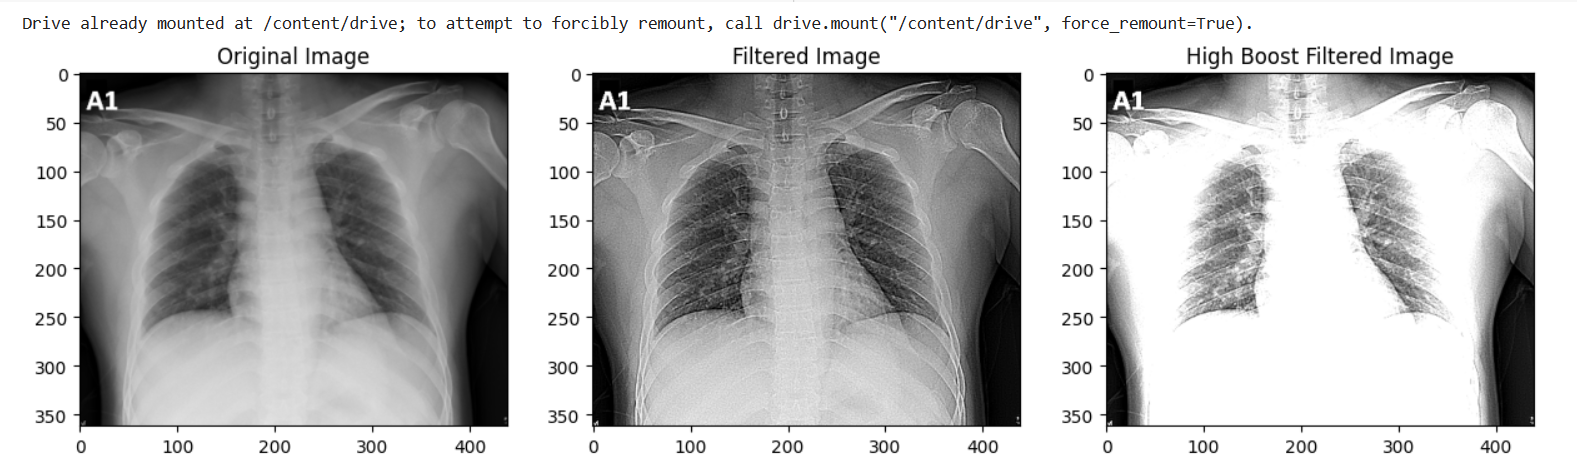 Drive already mounted at /content/drive; to attempt to forcibly remount, call drive.mount("/content/drive", force_remount=True).
Original Image Filtered Image High Boost Filtered Image
A1 A1 A1
0 0 0
50 50 50
100 100 100
150 150 150
200 200 200
250 250 250
300 300 300
350 350 350
0 100 200 300 400 0 100 200 300 400 0 100 200 300 400